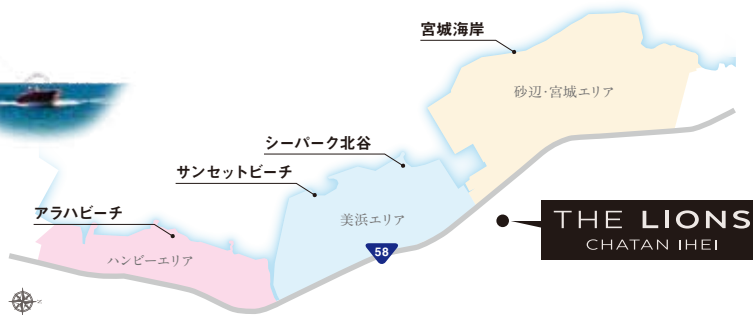 宮城海岸
砂辺・宮城エリア
シーパーク北谷
サンセットビーチ
アラハビーチ
美浜エリア
ハンビーエリア
58
THE LIONS
CHATAN IHEI
N